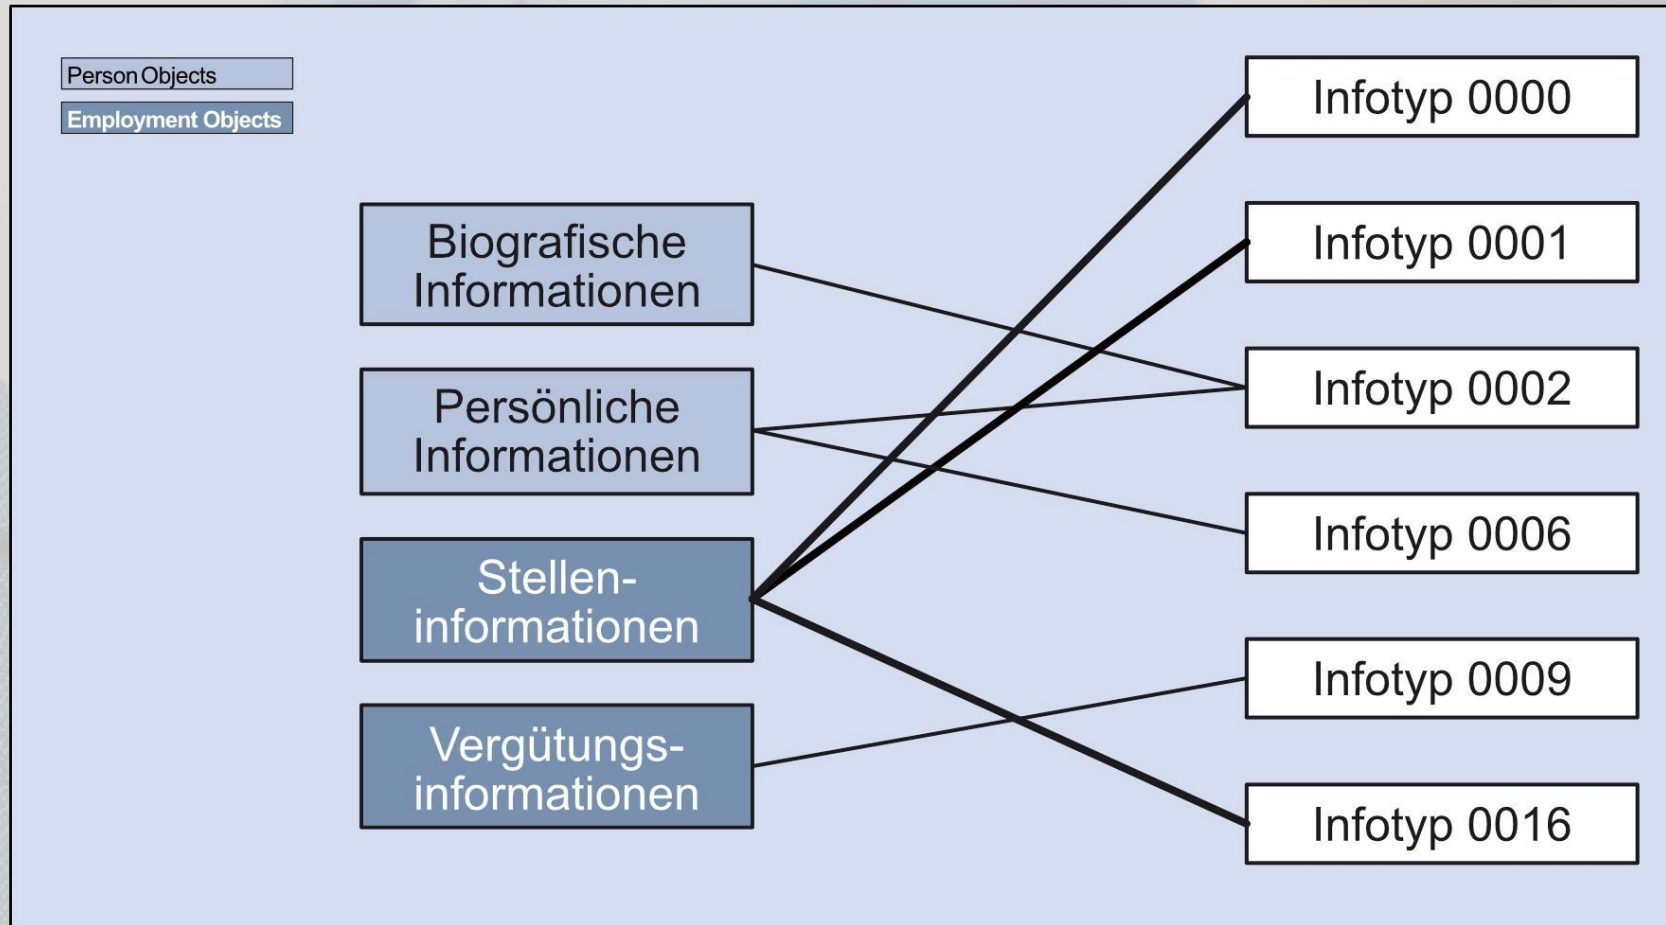 Person Objects
Employment Objects
Biografische
Informationen
Persönliche
Informationen
Stellen-
informationen
Vergütungs-
informationen
Infotyp 0000
Infotyp 0001
Infotyp 0002
Infotyp 0006
Infotyp 0009
Infotyp 0016